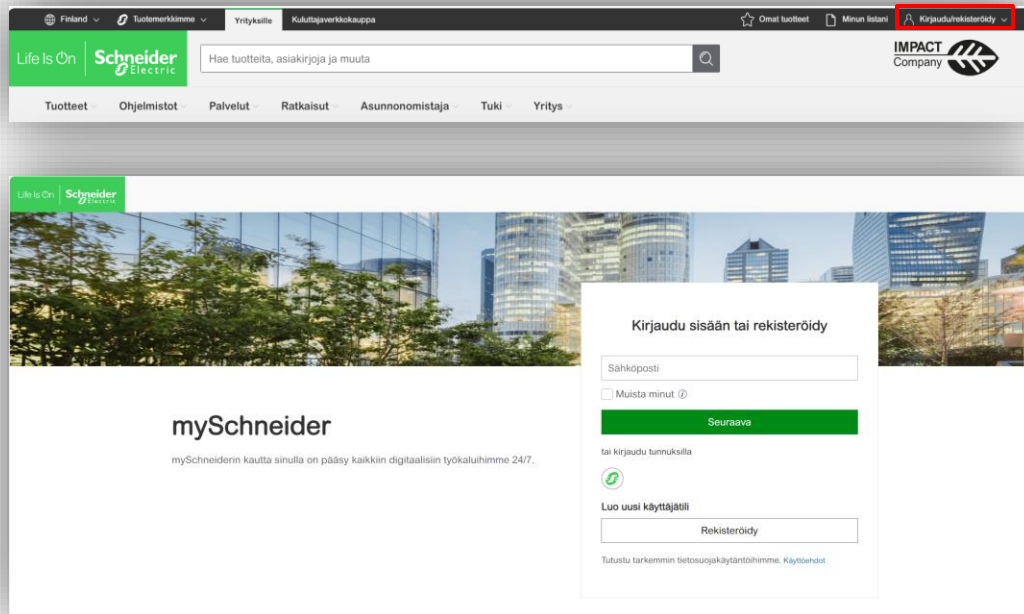 Finland
Tuotemerkkimme
Yrityksille
Kuluttajaverkkokauppa
Omat tuotteet
Minun listani
Kirjaudu/rekisteröidy
Life Is On
Schneider
Electric
Hae tuotteita, asiakirjoja ja muuta
IMPACT
Company
Tuotteet
Ohjelmistot
Palvelut
Ratkaisut
Asunnonomistaja
Tuki
Yritys
Life Is On
Schneider
Electric
Kirjaudu sisään tai rekisteröidy
Sähköposti
Muista minut
Seuraava
mySchneider
mySchneiderin kautta sinulla on pääsy kaikkiin digitaalisiin työkaluihimme 24/7.
tai kirjaudu tunnuksilla
Luo uusi käyttäjätili
Rekisteröidy
Tutustu tarkemmin tietosuojakäytäntöihimme. Käyttöehdot